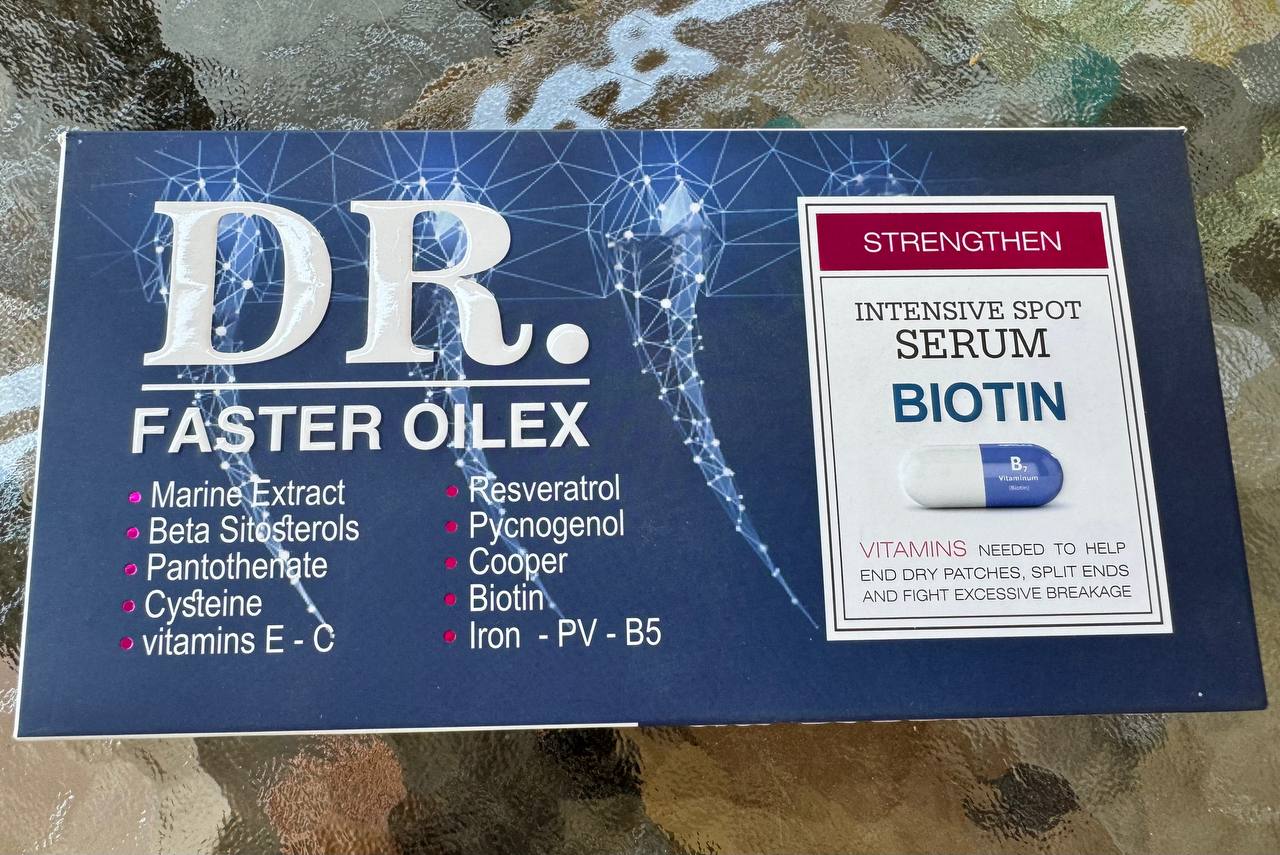 DR.
FASTER OILEX
• Marine Extract
• Beta Sitosterols
• Pantothenate
• Cysteine
• vitamins E - C
• Resveratrol
• Pycnogenol
• Cooper
• Biotin
• Iron - PV - B5
STRENGTHEN
INTENSIVE SPOT
SERUM
BIOTIN
B7
Vitaminum
(Biotin)
VITAMINS NEEDED TO HELP
END DRY PATCHES, SPLIT ENDS
AND FIGHT EXCESSIVE BREAKAGE